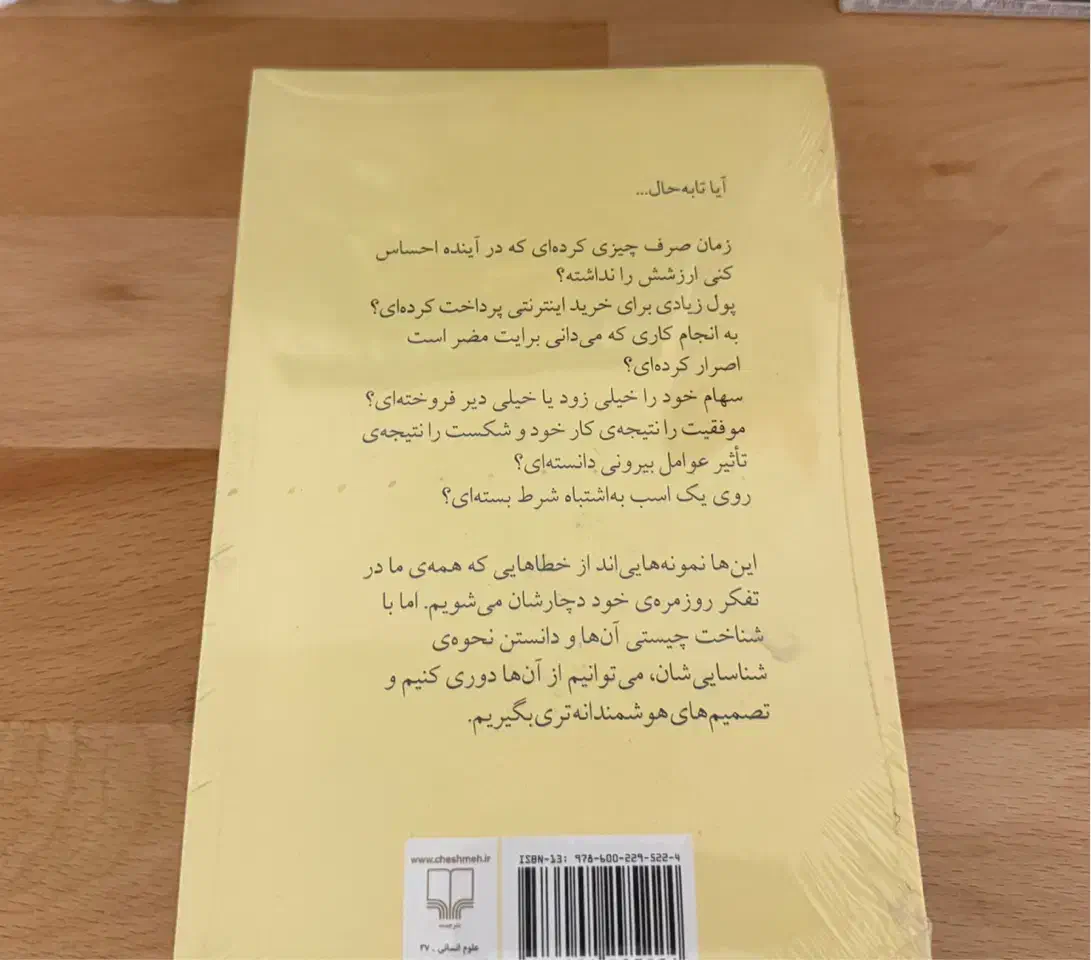 آیا تابه‌حال...
زمان صرف چیزی کرده‌ای که در آینده احساس
کنی ارزشش را نداشته؟
پول زیادی برای خرید اینترنتی پرداخت کرده‌ای؟
به انجام کاری که می‌دانی برایت مضر است
اصرار کرده‌ای؟
سهام خود را خیلی زود یا خیلی دیر فروخته‌ای؟
موفقیت را نتیجه‌ی کار خود و شکست را نتیجه‌ی
تأثیر عوامل بیرونی دانسته‌ای؟
روی یک اسب به‌اشتباه شرط بسته‌ای؟
این‌ها نمونه‌هایی‌اند از خطاهایی که همه‌ی ما در
تفکر روزمره‌ی خود دچارشان می‌شویم. اما با
شناخت چیستی آن‌ها و دانستن نحوه‌ی
شناسایی‌شان، می‌توانیم از آن‌ها دوری کنیم و
تصمیم‌های هوشمندانه‌تری بگیریم.
www.cheshmeh.ir
ISBN-13: 978-600-229-522-4
نشر چشمه
علوم انسانی . ۳۷